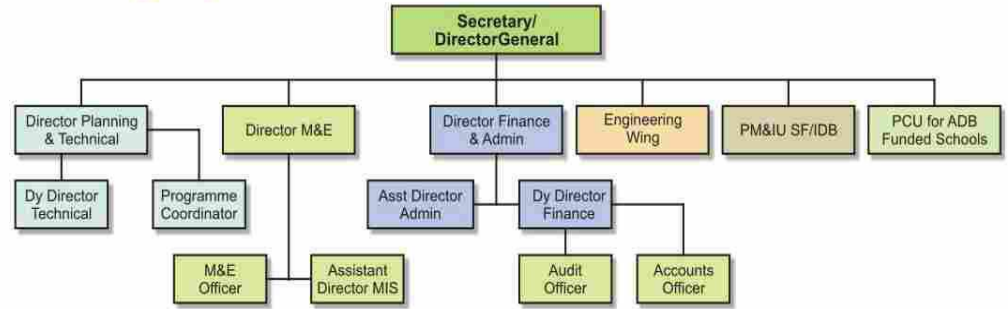 Secretary/
DirectorGeneral
Director Planning
& Technical
Director M&E
Director Finance
& Admin
Engineering
Wing
PM&IU SF/IDB
PCU for ADB
Funded Schools
Dy Director
Technical
Programme
Coordinator
Asst Director
Admin
Dy Director
Finance
M&E
Officer
Assistant
Director MIS
Audit
Officer
Accounts
Officer